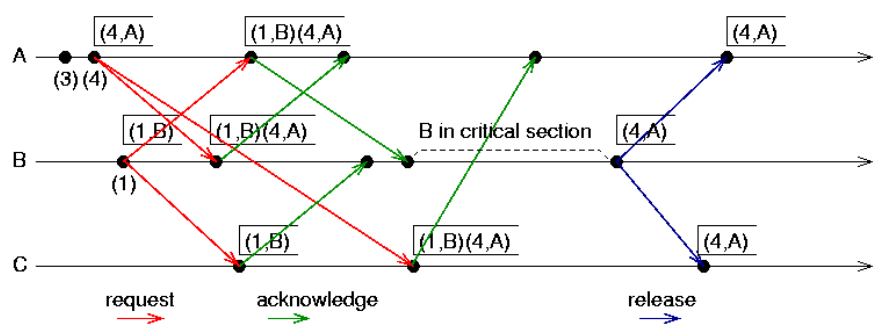 (4,A) (1,B)(4,A) (4,A)
A
(3) (4)
(1,B) (1,B)(4,A) B in critical section (4,A)
B
(1)
(1,B) (1,B)(4,A) (4,A)
C
request acknowledge release